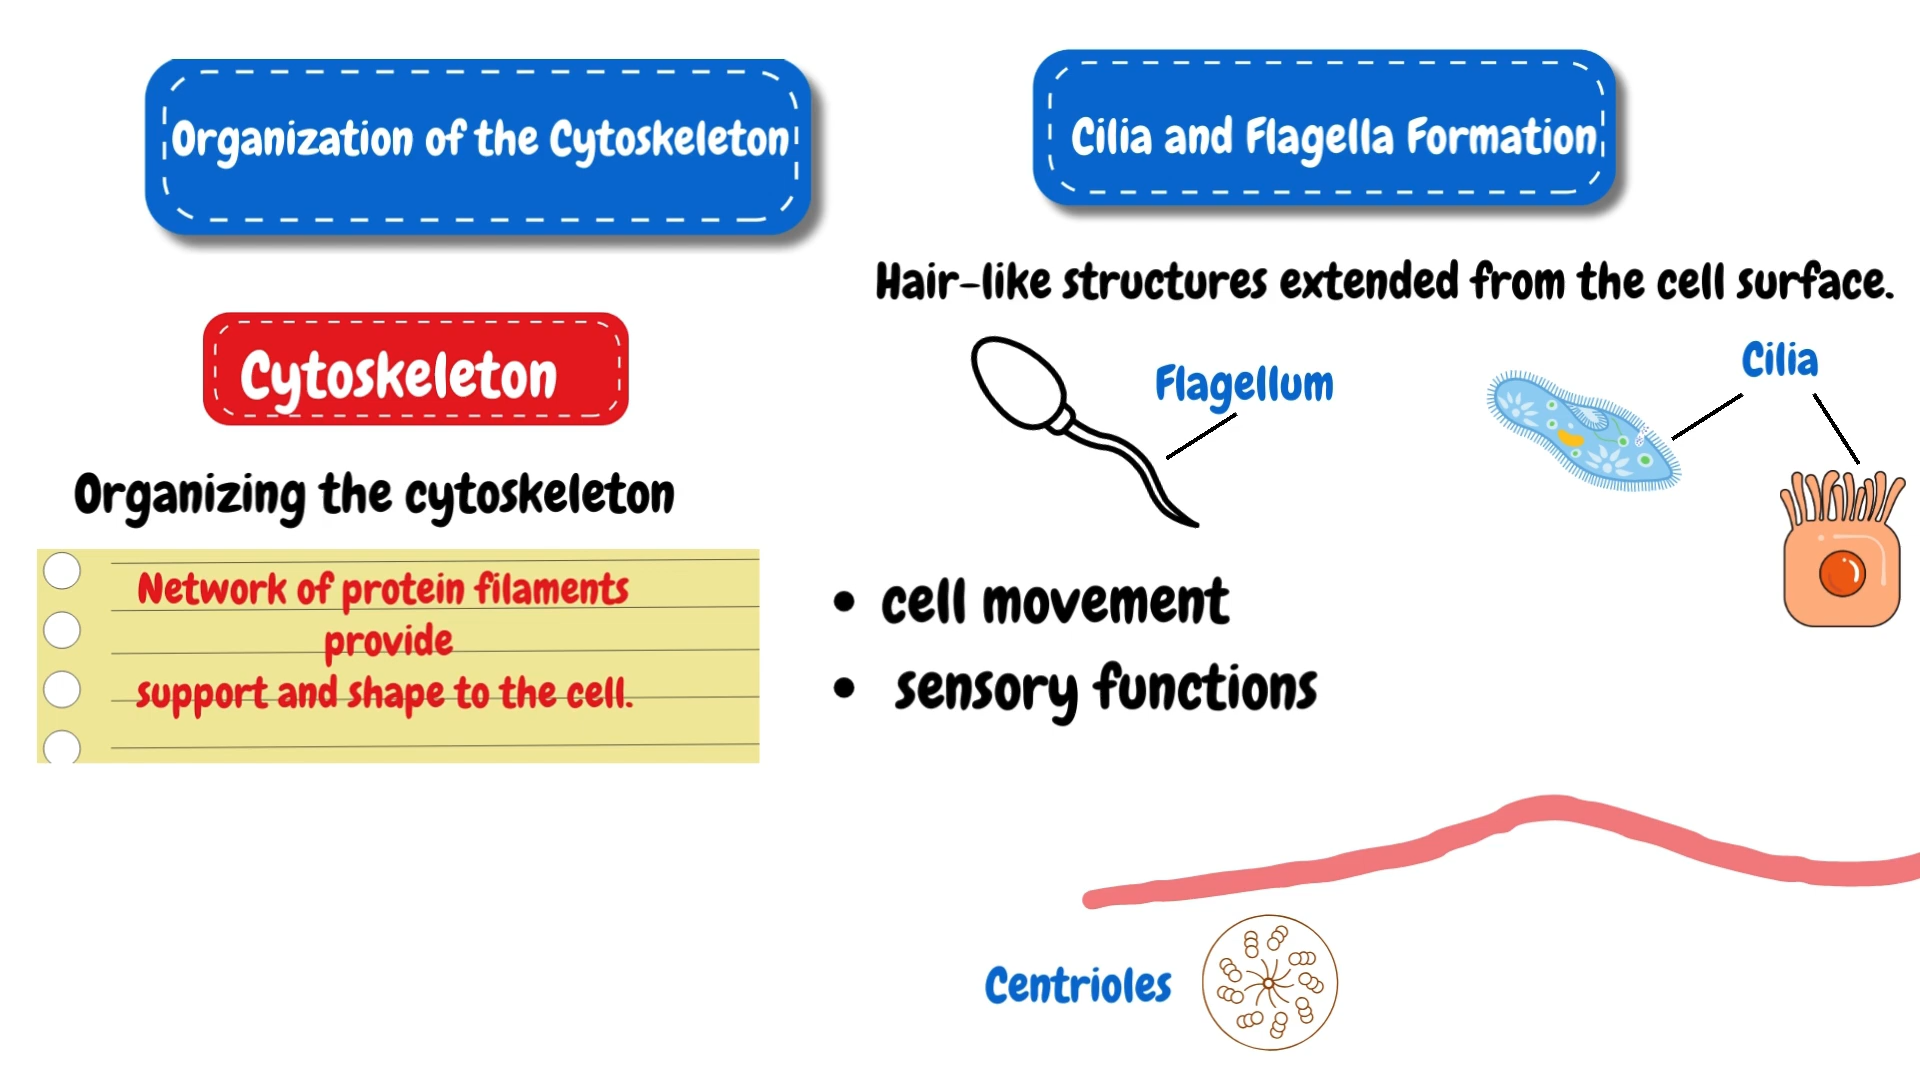 Organization of the Cytoskeleton
Cytoskeleton
Organizing the cytoskeleton
Network of protein filaments
provide
support and shape to the cell.
Cilia and Flagella Formation
Hair-like structures extended from the cell surface.
Flagellum
Cilia
• cell movement
• sensory functions
Centrioles